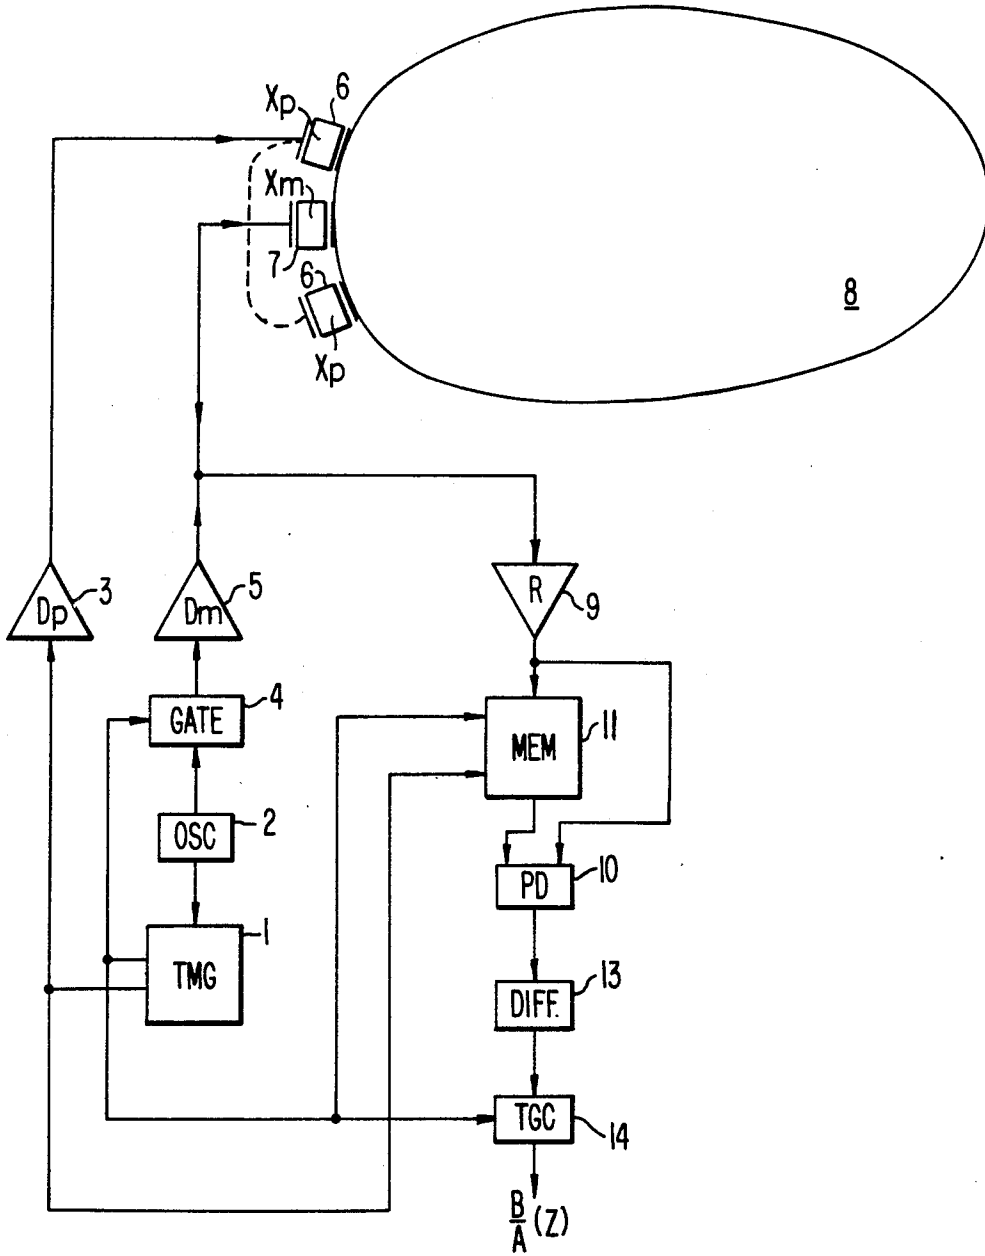 Xp
6
Xm
7
6
Xp
8
Dp
3
Dm
5
R
9
GATE
4
MEM
11
OSC
2
PD
10
TMG
1
DIFF.
13
TGC
14
B/A (Z)